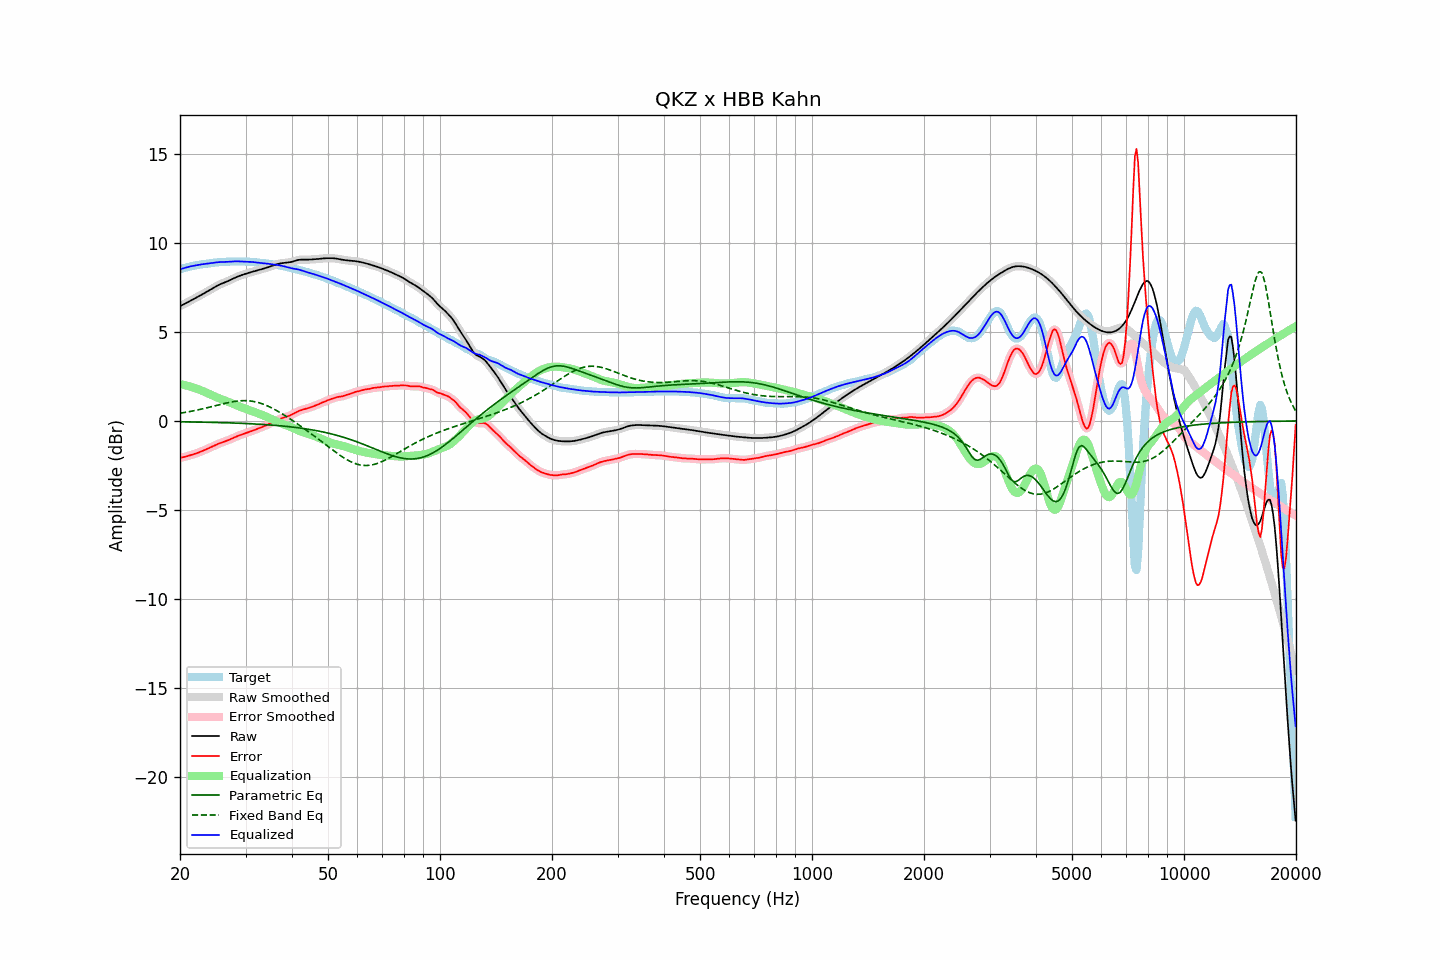 QKZ x HBB Kahn
Amplitude (dBr)
15
10
5
0
−5
−10
−15
−20
Target
Raw Smoothed
Error Smoothed
Raw
Error
Equalization
Parametric Eq
Fixed Band Eq
Equalized
20 50 100 200 500 1000 2000 5000 10000 20000
Frequency (Hz)